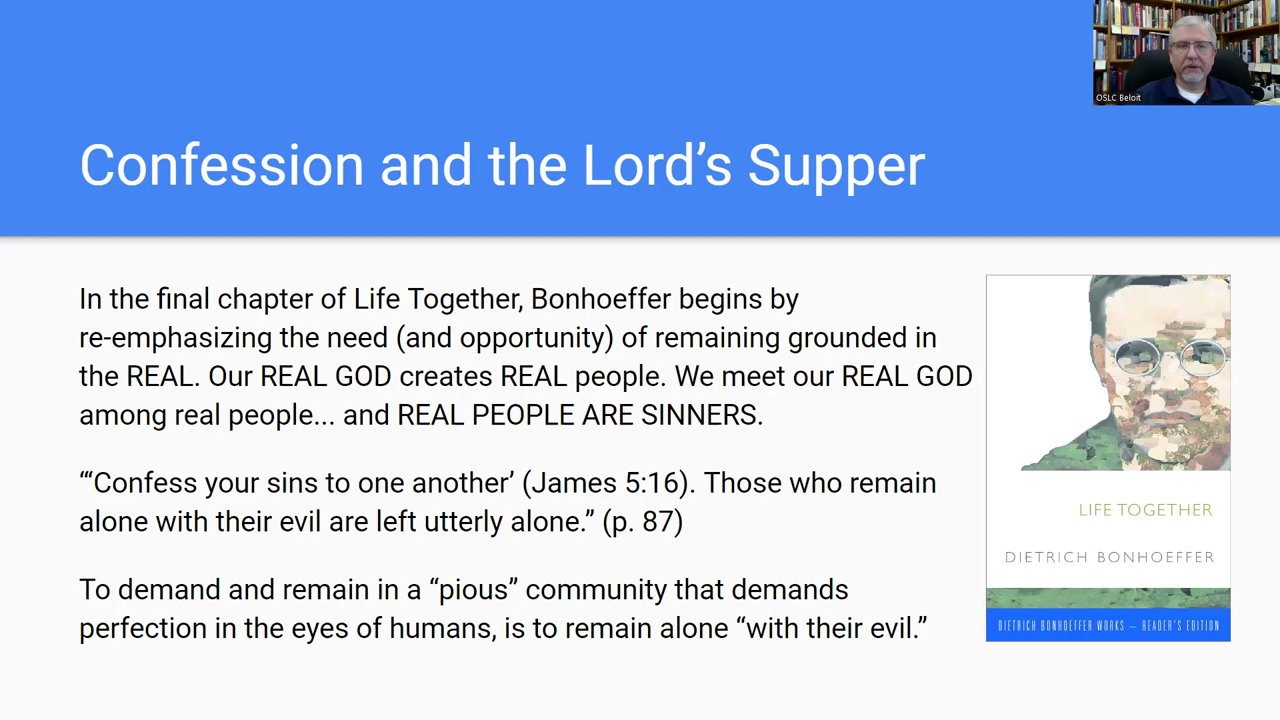 OSLC Beloit
Confession and the Lord’s Supper
In the final chapter of Life Together, Bonhoeffer begins by
re-emphasizing the need (and opportunity) of remaining grounded in
the REAL. Our REAL GOD creates REAL people. We meet our REAL GOD
among real people... and REAL PEOPLE ARE SINNERS.
“‘Confess your sins to one another’ (James 5:16). Those who remain
alone with their evil are left utterly alone.” (p. 87)
To demand and remain in a “pious” community that demands
perfection in the eyes of humans, is to remain alone “with their evil.”
LIFE TOGETHER
DIETRICH BONHOEFFER
DIETRICH BONHOEFFER WORKS — READER'S EDITION